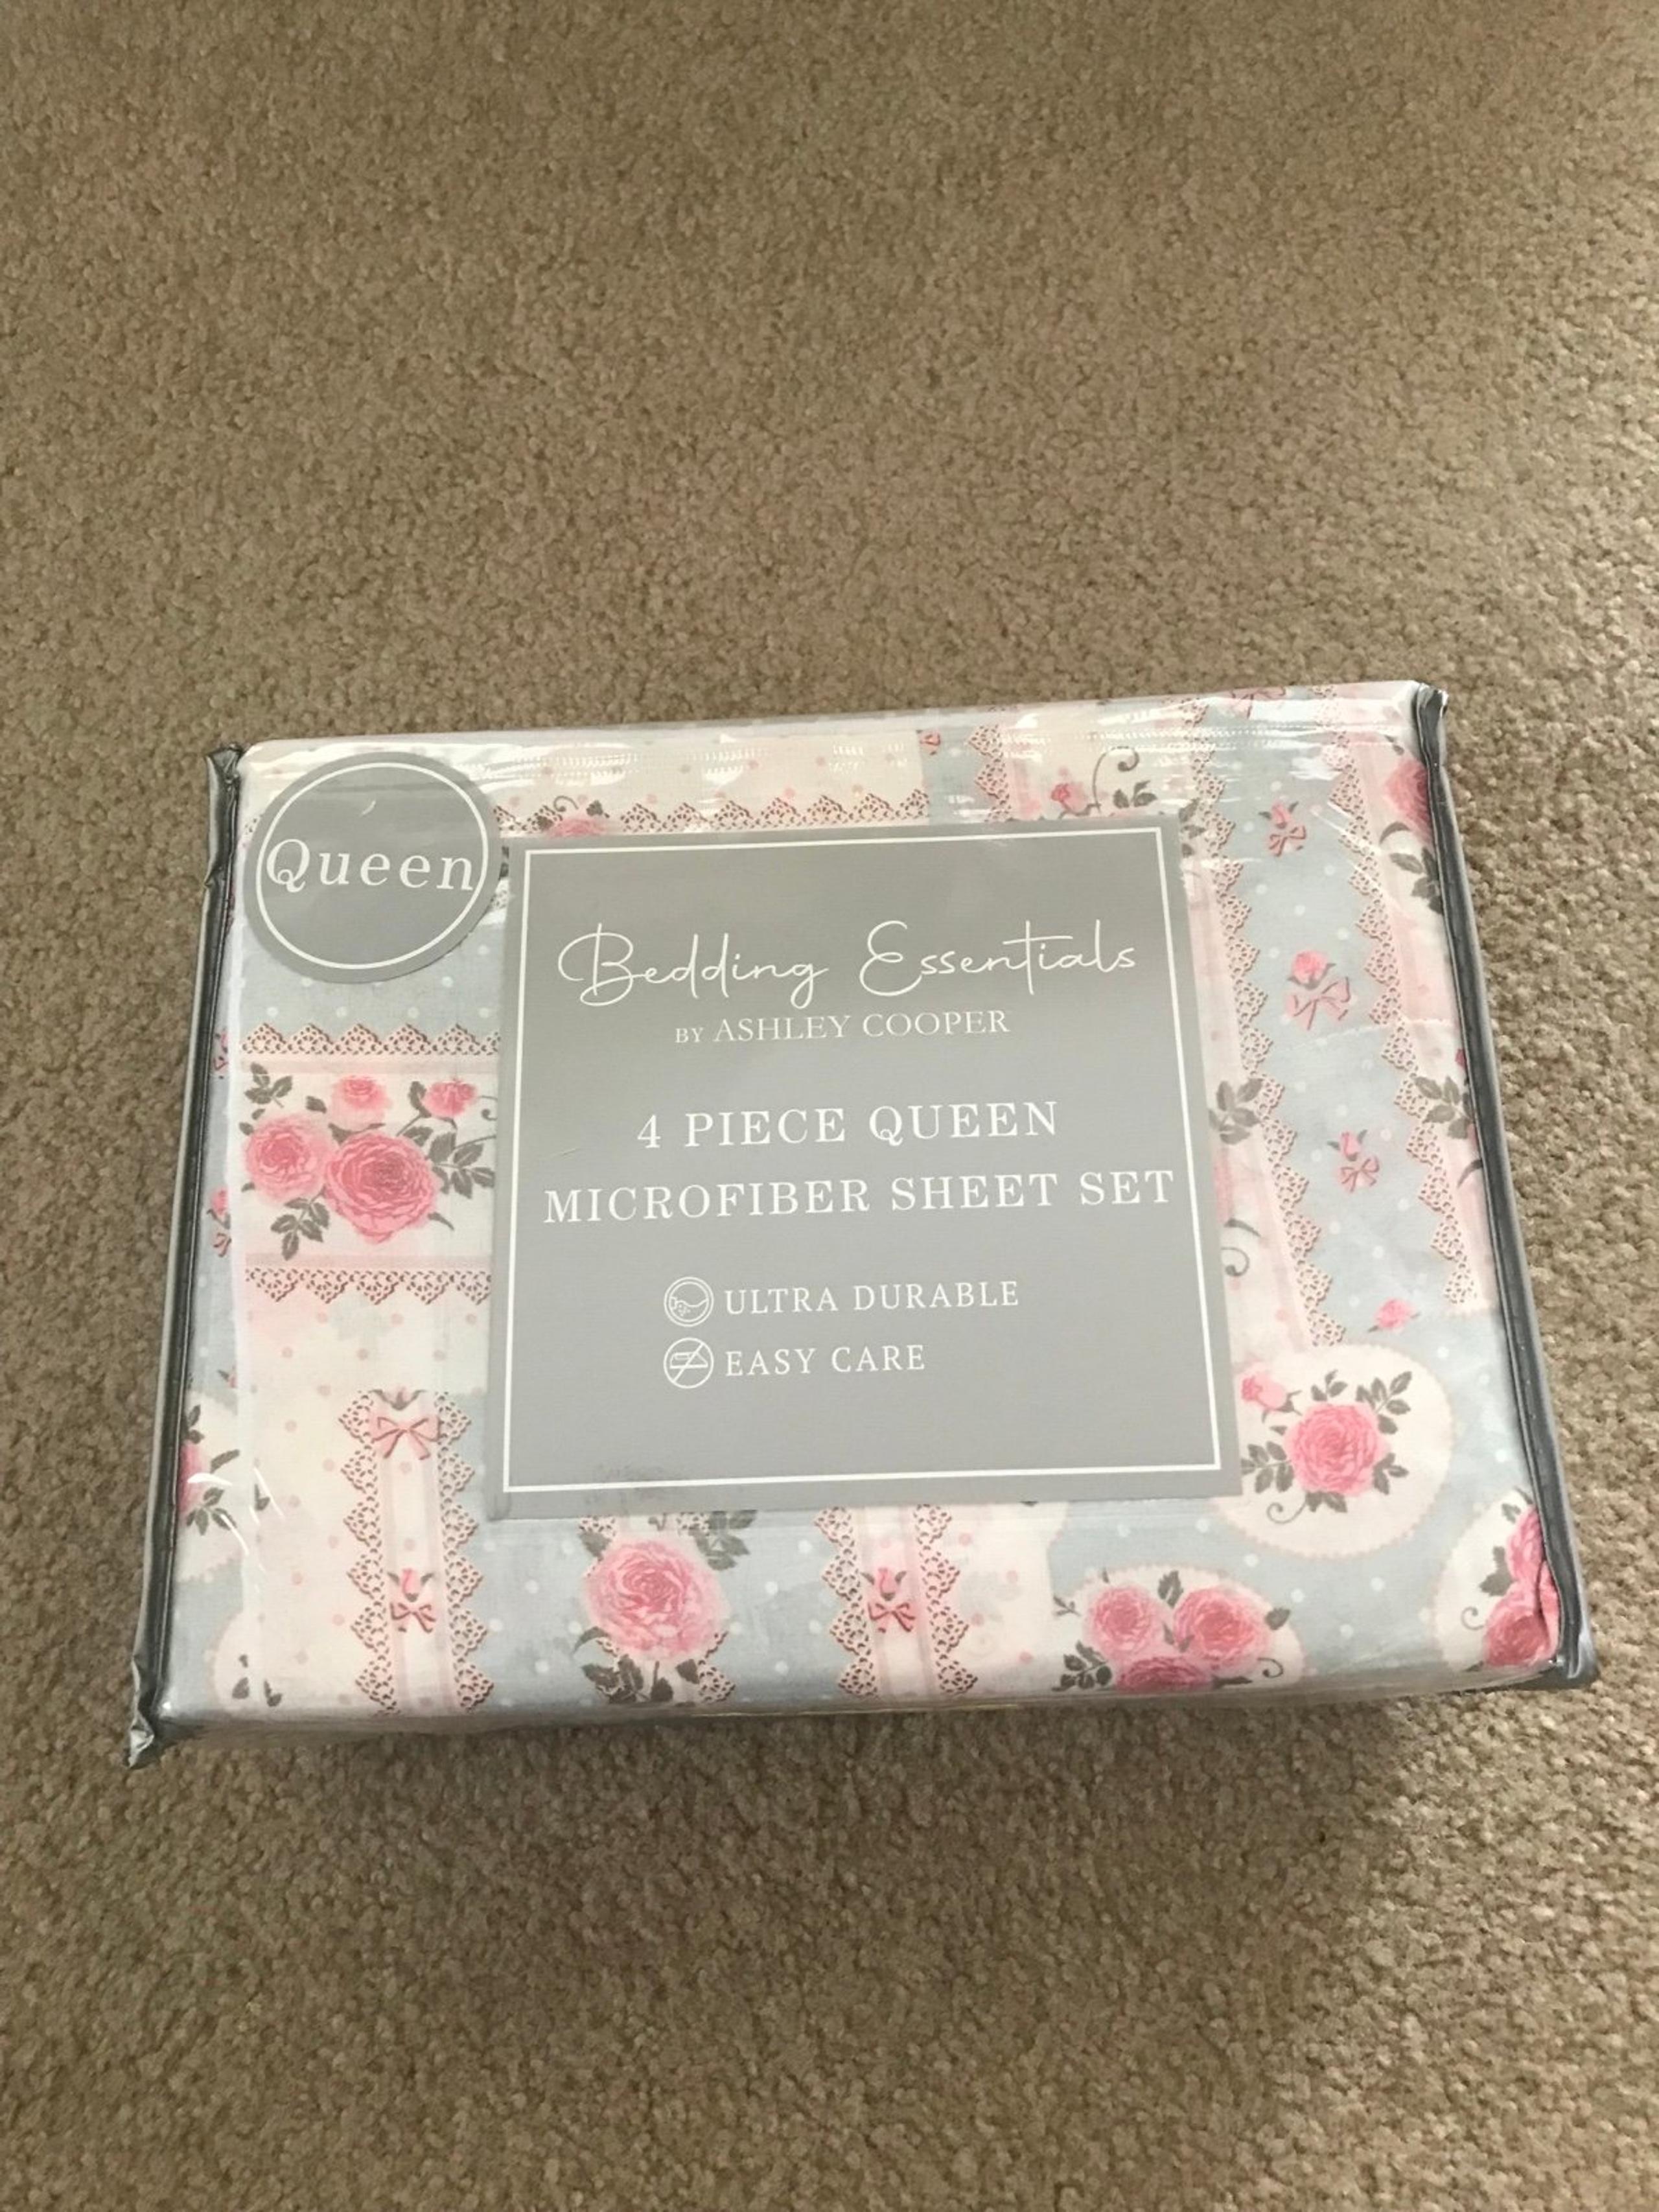 Queen
Bedding Essentials
BY ASHLEY COOPER
4 PIECE QUEEN
MICROFIBER SHEET SET
ULTRA DURABLE
EASY CARE